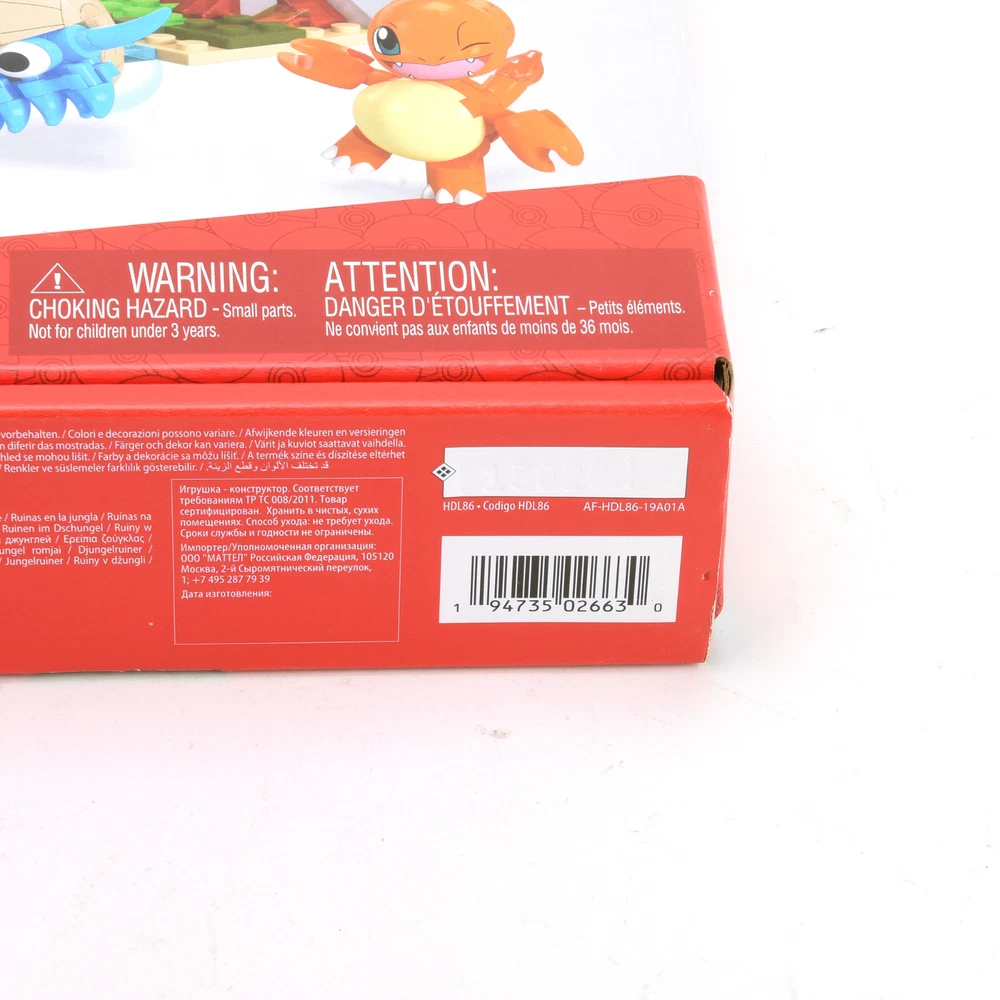 WARNING:
CHOKING HAZARD - Small parts.
Not for children under 3 years.
ATTENTION:
DANGER D'ÉTOUFFEMENT – Petits éléments.
Ne convient pas aux enfants de moins de 36 mois.
vorbehalten. / Colori e decorazioni possono variare. / Afwijkende kleuren en versieringen
m diferir das mostradas. / Färger och dekor kan variera. / Värit ja kuviot saattavat vaihdella.
hled se mohou lišit. / Farby a dekorácie sa môžu líšiť. / A termék színe és díszítése eltérhet
/ Renkler ve süslemeler farklılık gösterebilir. / قد تختلف الألوان وقطع الزينة.
e / Ruinas en la jungla / Ruínas na
Ruinen im Dschungel / Ruiny w
джунглей / Ερείπια ζούγκλας /
ungel romjai / Djungelruiner /
/ Jungelruiner / Ruiny v džungli /
Игрушка - конструктор. Соответствует
требованиям ТР ТС 008/2011. Товар
сертифицирован. Хранить в чистых, сухих
помещениях. Способ ухода: не требует ухода.
Сроки службы и годности не ограничены.
Импортер/Уполномоченная организация:
ООО "МАТТЕЛ" Российская Федерация, 105120
Москва, 2-й Сыромятнический переулок,
1; +7 495 287 79 39
Дата изготовления:
HDL86 • Codigo HDL86 AF-HDL86-19A01A
1 94735 02663 0